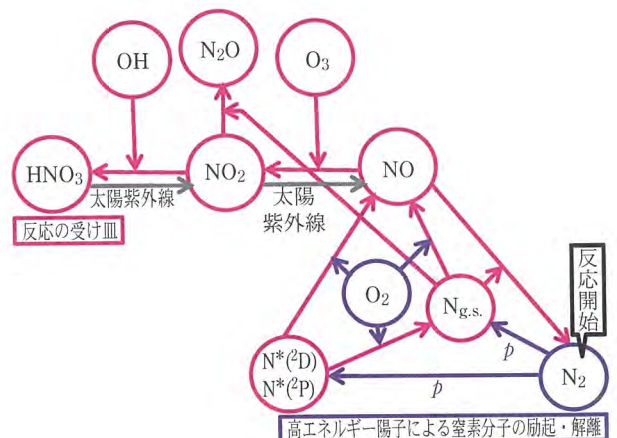 OH
N₂O
O₃
HNO₃
太陽紫外線
NO₂
太陽
紫外線
NO
反応の受け皿
O₂
Ng.s.
反応開始
N*(²D)
N*(²P)
p
p
N₂
高エネルギー陽子による窒素分子の励起・解離